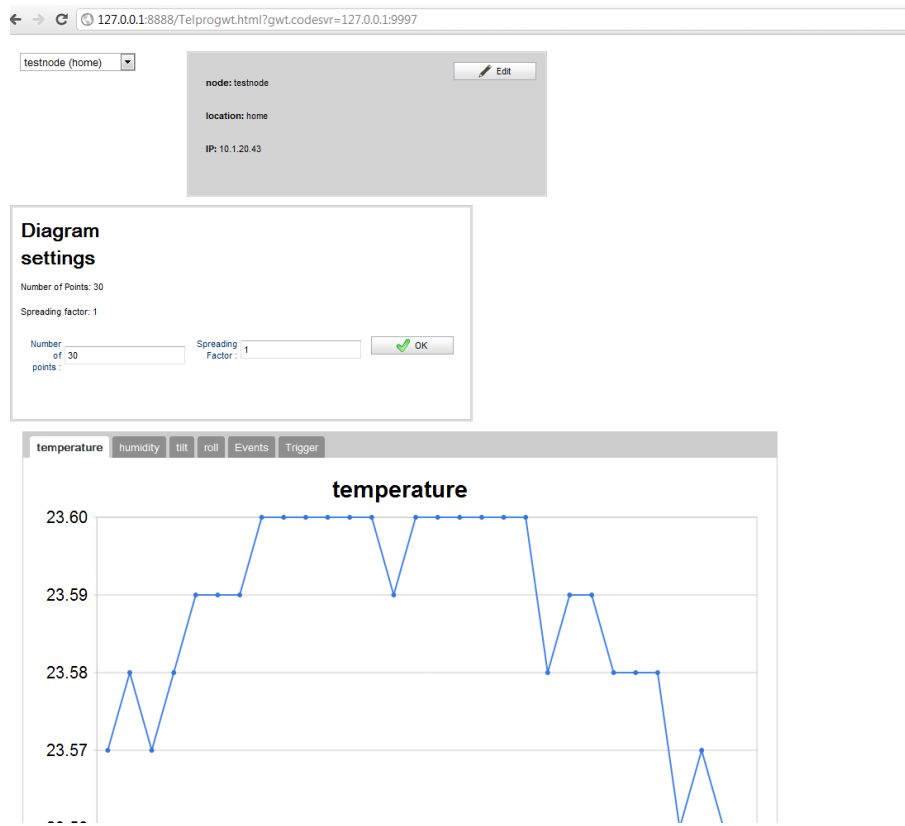 127.0.0.1:8888/Telprogwt.html?gwt.codesvr=127.0.0.1:9997
testnode (home)
Edit
node: testnode
location: home
IP: 10.1.20.43
Diagram
settings
Number of Points: 30
Spreading factor: 1
Number
of
points :
30
Spreading
Factor :
1
OK
temperature humidity tilt roll Events Trigger
temperature
23.60
23.59
23.58
23.57